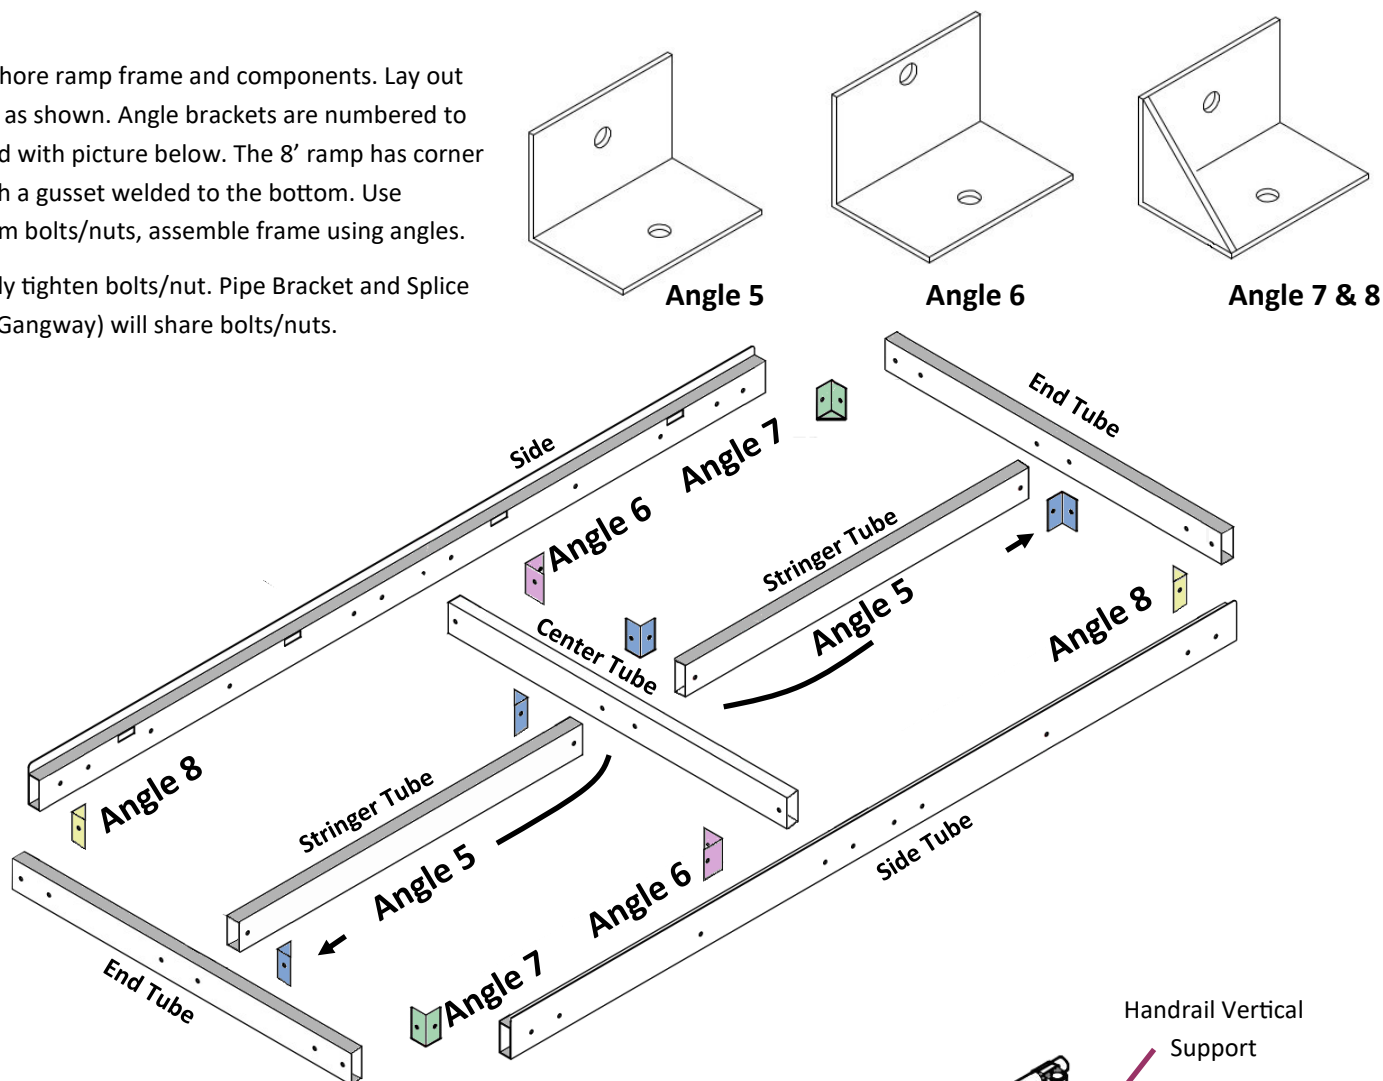 hore ramp frame and components. Lay out
as shown. Angle brackets are numbered to
d with picture below. The 8’ ramp has corner
h a gusset welded to the bottom. Use
m bolts/nuts, assemble frame using angles.
ly tighten bolts/nut. Pipe Bracket and Splice
Gangway) will share bolts/nuts.
Angle 5
Angle 6
Angle 7 & 8
End Tube
Side
Angle 7
Angle 6
Stringer Tube
Angle 5
Angle 8
Center Tube
Angle 8
Stringer Tube
Angle 5
Side Tube
Angle 6
End Tube
Angle 7
Handrail Vertical
Support